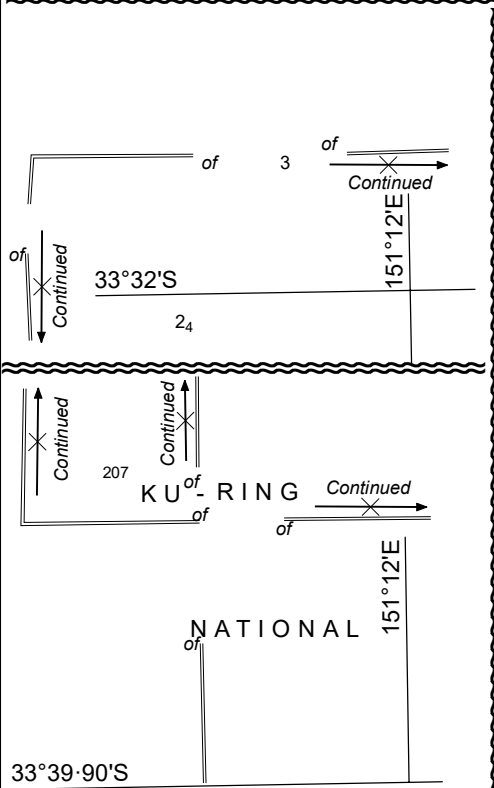 of
of 3
Continued
151°12'E
of
Continued
33°32'S
2₄
Continued
Continued
207
of
KU - RING
Continued
of
of
151°12'E
NATIONAL
of
33°39·90'S